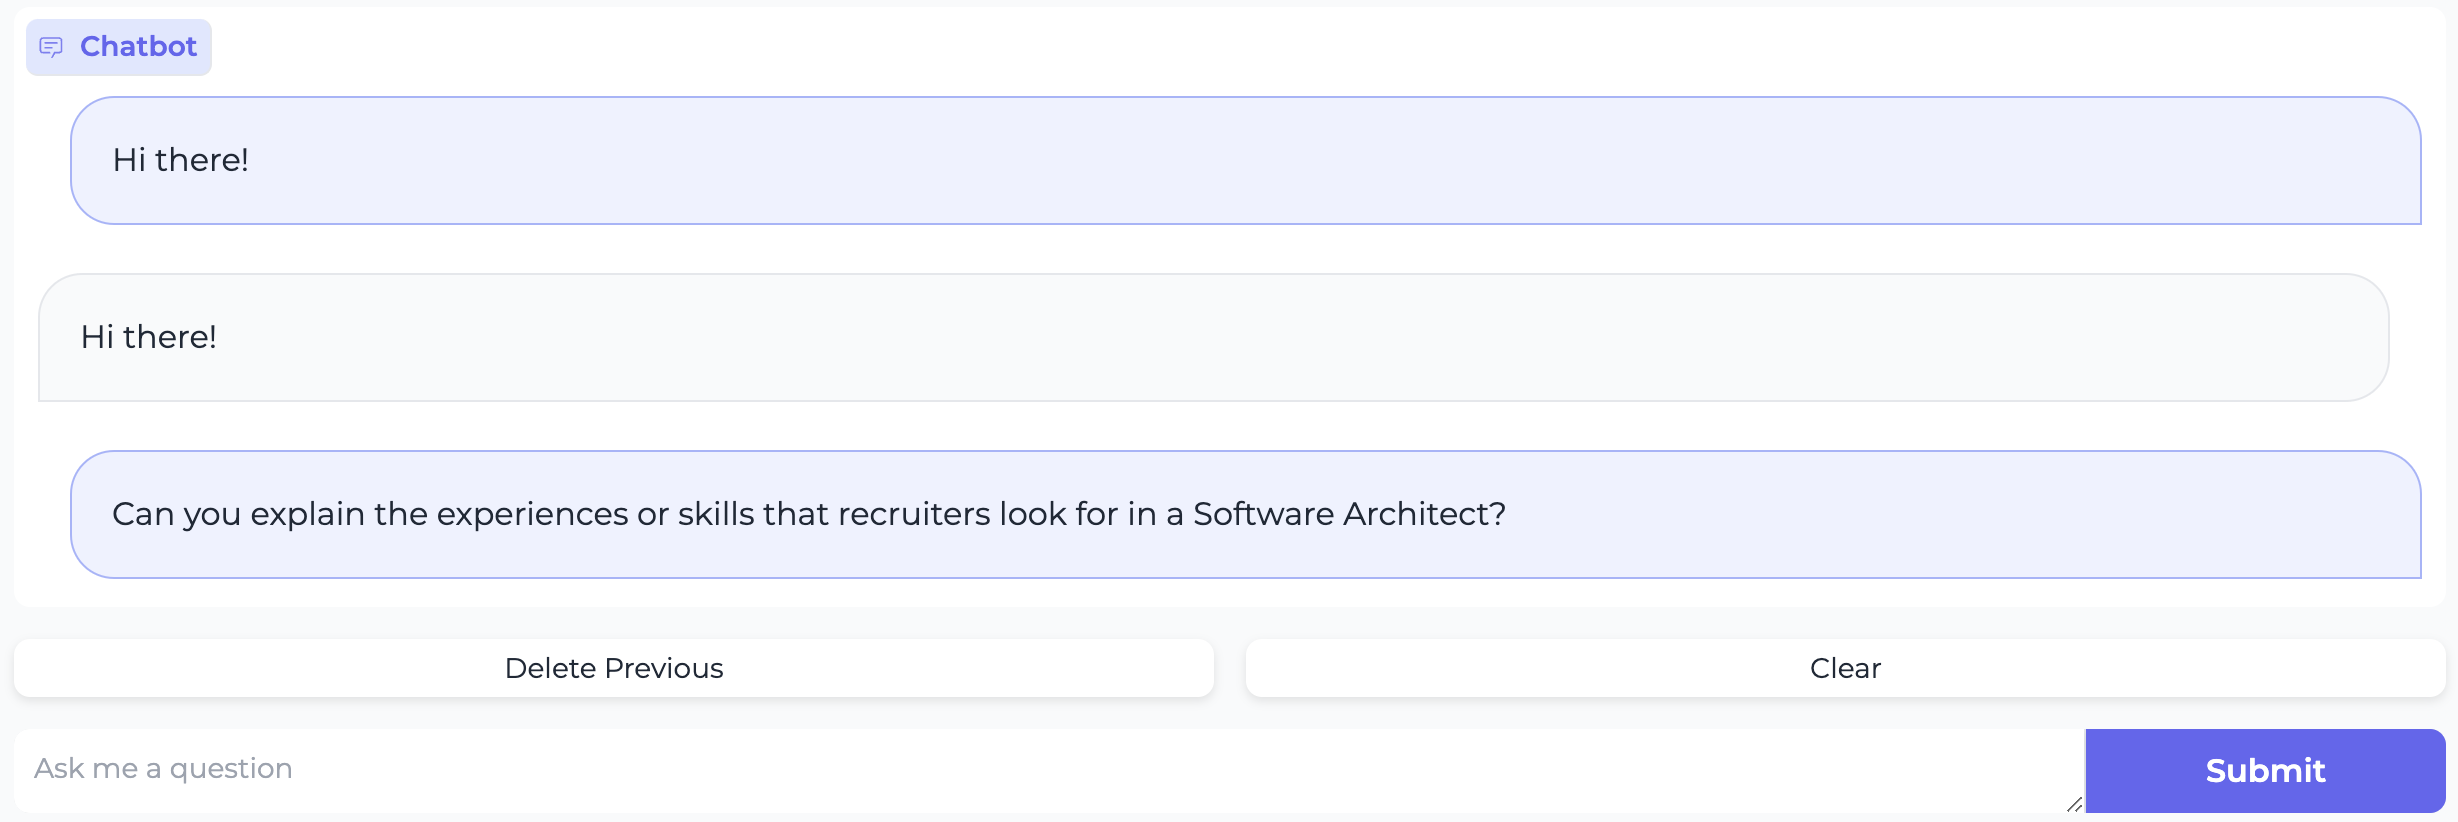 Chatbot
Hi there!
Hi there!
Can you explain the experiences or skills that recruiters look for in a Software Architect?
Delete Previous
Clear
Ask me a question
Submit